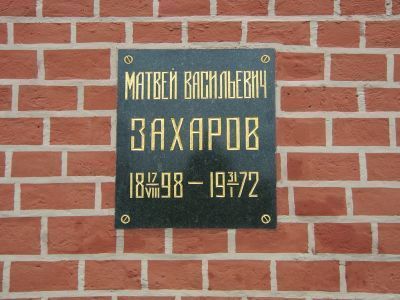 МАТВЕЙ ВАСИЛЬЕВИЧ
ЗАХАРОВ
18 17/VIII 98 – 19 31/I 72